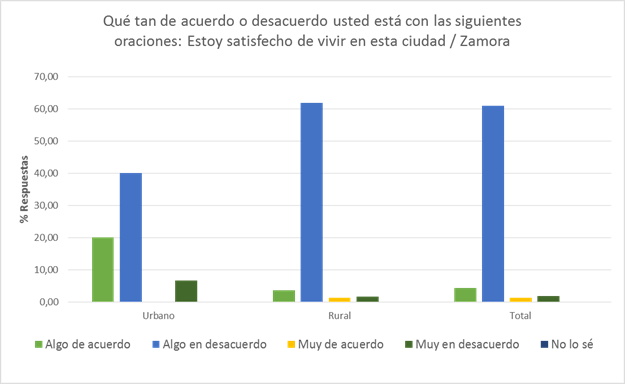 Qué tan de acuerdo o desacuerdo usted está con las siguientes
oraciones: Estoy satisfecho de vivir en esta ciudad / Zamora
% Respuestas
70,00
60,00
50,00
40,00
30,00
20,00
10,00
0,00
Urbano Rural Total
Algo de acuerdo Algo en desacuerdo Muy de acuerdo Muy en desacuerdo No lo sé